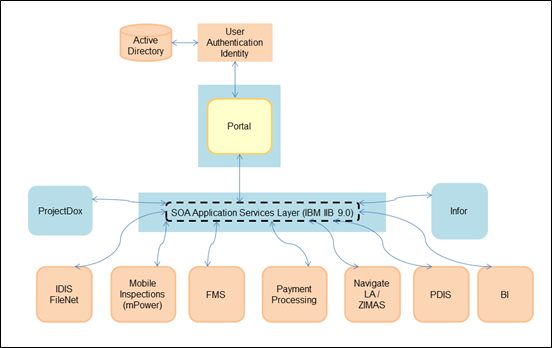 Active
Directory
User
Authentication
Identity
Portal
ProjectDox
SOA Application Services Layer (IBM IIB 9.0)
Infor
IDIS
FileNet
Mobile
Inspections
(mPower)
FMS
Payment
Processing
Navigate
LA /
ZIMAS
PDIS
BI